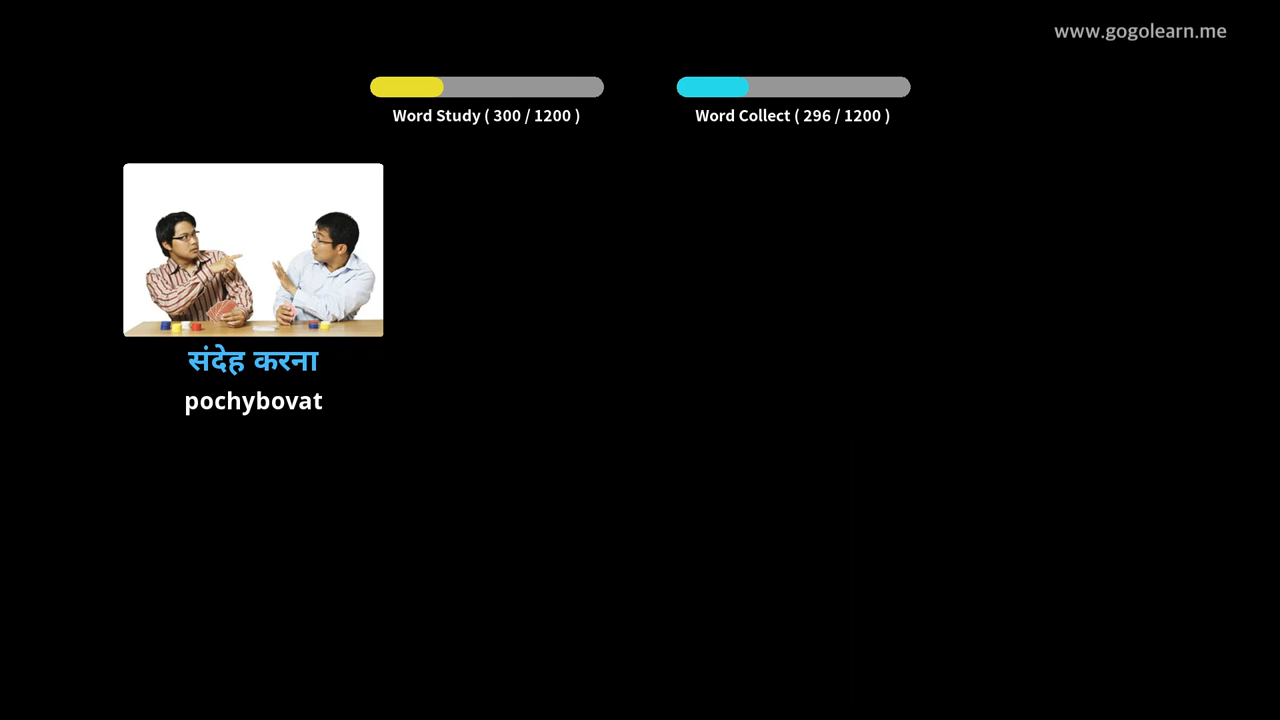 www.gogolearn.me
Word Study ( 300 / 1200 )
Word Collect ( 296 / 1200 )
संदेह करना
pochybovat